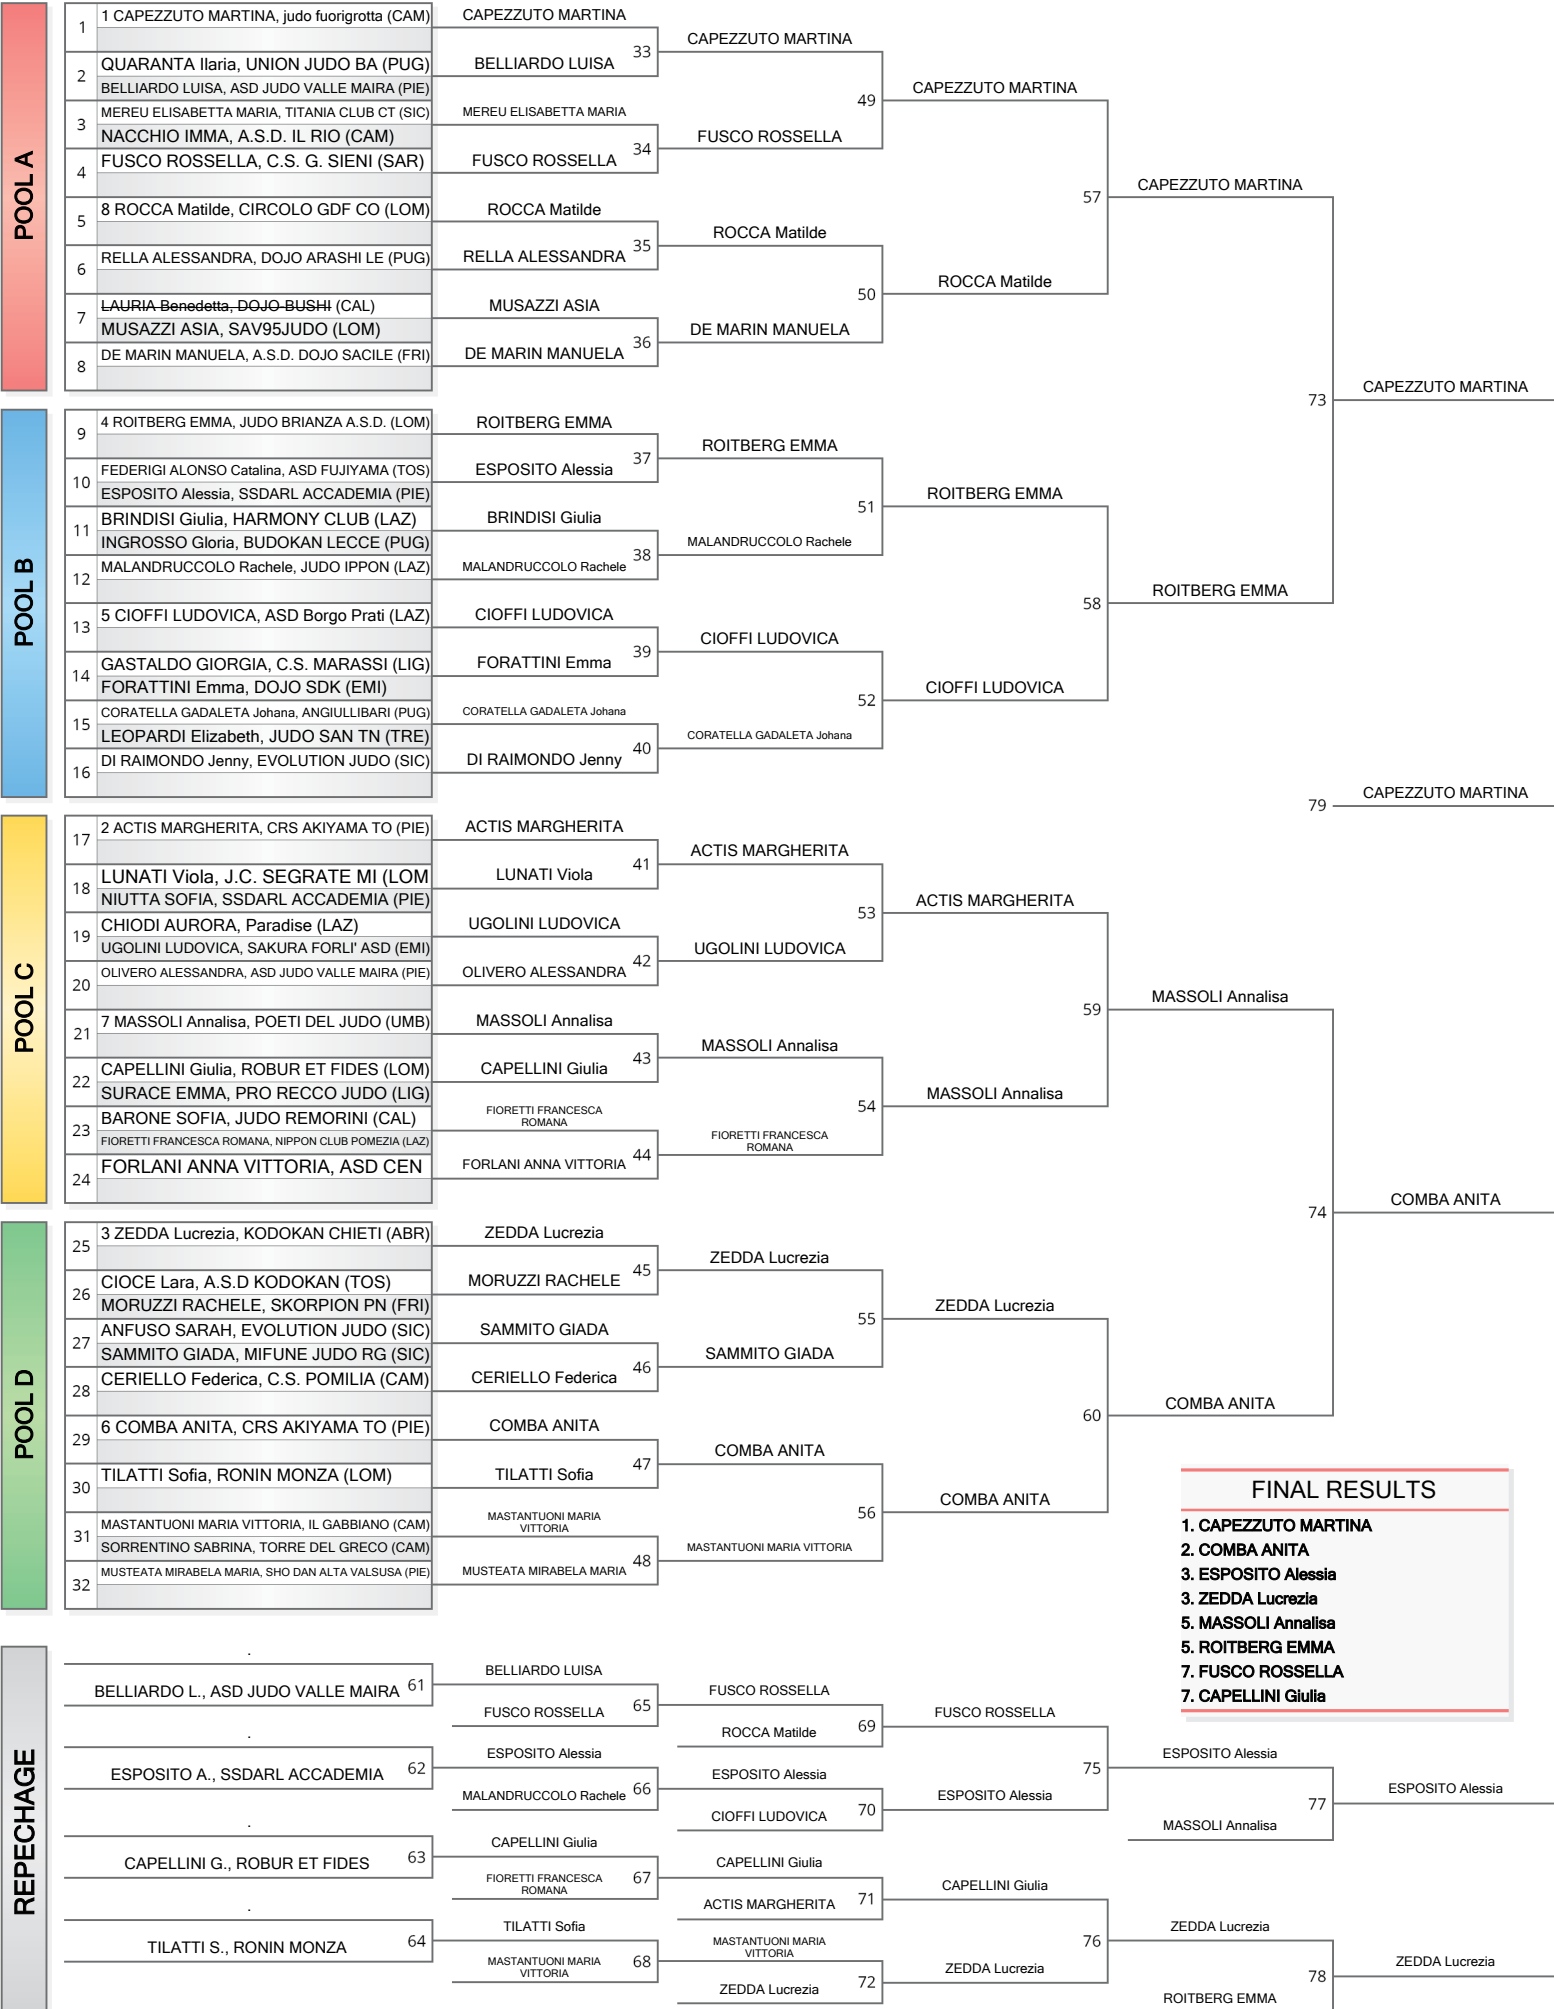 POOL A
1
1 CAPEZZUTO MARTINA, judo fuorigrotta (CAM)
2
QUARANTA Ilaria, UNION JUDO BA (PUG)
BELLIARDO LUISA, ASD JUDO VALLE MAIRA (PIE)
3
MEREU ELISABETTA MARIA, TITANIA CLUB CT (SIC)
NACCHIO IMMA, A.S.D. IL RIO (CAM)
4
FUSCO ROSSELLA, C.S. G. SIENI (SAR)
5
8 ROCCA Matilde, CIRCOLO GDF CO (LOM)
6
RELLA ALESSANDRA, DOJO ARASHI LE (PUG)
7
LAURIA Benedetta, DOJO-BUSHI (CAL)
MUSAZZI ASIA, SAV95JUDO (LOM)
8
DE MARIN MANUELA, A.S.D. DOJO SACILE (FRI)
CAPEZZUTO MARTINA
33
BELLIARDO LUISA
MEREU ELISABETTA MARIA
34
FUSCO ROSSELLA
ROCCA Matilde
35
RELLA ALESSANDRA
MUSAZZI ASIA
36
DE MARIN MANUELA
CAPEZZUTO MARTINA
49
FUSCO ROSSELLA
ROCCA Matilde
50
DE MARIN MANUELA
CAPEZZUTO MARTINA
57
ROCCA Matilde
CAPEZZUTO MARTINA
POOL B
9
4 ROITBERG EMMA, JUDO BRIANZA A.S.D. (LOM)
10
FEDERIGI ALONSO Catalina, ASD FUJIYAMA (TOS)
ESPOSITO Alessia, SSDARL ACCADEMIA (PIE)
11
BRINDISI Giulia, HARMONY CLUB (LAZ)
INGROSSO Gloria, BUDOKAN LECCE (PUG)
12
MALANDRUCCOLO Rachele, JUDO IPPON (LAZ)
13
5 CIOFFI LUDOVICA, ASD Borgo Prati (LAZ)
14
GASTALDO GIORGIA, C.S. MARASSI (LIG)
FORATTINI Emma, DOJO SDK (EMI)
15
CORATELLA GADALETA Johana, ANGIULLIBARI (PUG)
LEOPARDI Elizabeth, JUDO SAN TN (TRE)
16
DI RAIMONDO Jenny, EVOLUTION JUDO (SIC)
ROITBERG EMMA
37
ESPOSITO Alessia
BRINDISI Giulia
38
MALANDRUCCOLO Rachele
CIOFFI LUDOVICA
39
FORATTINI Emma
CORATELLA GADALETA Johana
40
DI RAIMONDO Jenny
ROITBERG EMMA
51
MALANDRUCCOLO Rachele
CIOFFI LUDOVICA
52
CORATELLA GADALETA Johana
ROITBERG EMMA
58
CIOFFI LUDOVICA
ROITBERG EMMA
73
CAPEZZUTO MARTINA
79
CAPEZZUTO MARTINA
POOL C
17
2 ACTIS MARGHERITA, CRS AKIYAMA TO (PIE)
18
LUNATI Viola, J.C. SEGRATE MI (LOM
NIUTTA SOFIA, SSDARL ACCADEMIA (PIE)
19
CHIODI AURORA, Paradise (LAZ)
UGOLINI LUDOVICA, SAKURA FORLI' ASD (EMI)
20
OLIVERO ALESSANDRA, ASD JUDO VALLE MAIRA (PIE)
21
7 MASSOLI Annalisa, POETI DEL JUDO (UMB)
22
CAPELLINI Giulia, ROBUR ET FIDES (LOM)
SURACE EMMA, PRO RECCO JUDO (LIG)
23
BARONE SOFIA, JUDO REMORINI (CAL)
FIORETTI FRANCESCA ROMANA, NIPPON CLUB POMEZIA (LAZ)
24
FORLANI ANNA VITTORIA, ASD CEN
ACTIS MARGHERITA
41
LUNATI Viola
UGOLINI LUDOVICA
42
OLIVERO ALESSANDRA
MASSOLI Annalisa
43
CAPELLINI Giulia
FIORETTI FRANCESCA
ROMANA
44
FORLANI ANNA VITTORIA
ACTIS MARGHERITA
53
UGOLINI LUDOVICA
MASSOLI Annalisa
54
FIORETTI FRANCESCA
ROMANA
ACTIS MARGHERITA
59
MASSOLI Annalisa
MASSOLI Annalisa
POOL D
25
3 ZEDDA Lucrezia, KODOKAN CHIETI (ABR)
26
CIOCE Lara, A.S.D KODOKAN (TOS)
MORUZZI RACHELE, SKORPION PN (FRI)
27
ANFUSO SARAH, EVOLUTION JUDO (SIC)
SAMMITO GIADA, MIFUNE JUDO RG (SIC)
28
CERIELLO Federica, C.S. POMILIA (CAM)
29
6 COMBA ANITA, CRS AKIYAMA TO (PIE)
30
TILATTI Sofia, RONIN MONZA (LOM)
31
MASTANTUONI MARIA VITTORIA, IL GABBIANO (CAM)
SORRENTINO SABRINA, TORRE DEL GRECO (CAM)
32
MUSTEATA MIRABELA MARIA, SHO DAN ALTA VALSUSA (PIE)
ZEDDA Lucrezia
45
MORUZZI RACHELE
SAMMITO GIADA
46
CERIELLO Federica
COMBA ANITA
47
TILATTI Sofia
MASTANTUONI MARIA
VITTORIA
48
MUSTEATA MIRABELA MARIA
ZEDDA Lucrezia
55
SAMMITO GIADA
COMBA ANITA
56
MASTANTUONI MARIA VITTORIA
ZEDDA Lucrezia
60
COMBA ANITA
COMBA ANITA
74
COMBA ANITA
FINAL RESULTS
1. CAPEZZUTO MARTINA
2. COMBA ANITA
3. ESPOSITO Alessia
3. ZEDDA Lucrezia
5. MASSOLI Annalisa
5. ROITBERG EMMA
7. FUSCO ROSSELLA
7. CAPELLINI Giulia
REPECHAGE
.
BELLIARDO L., ASD JUDO VALLE MAIRA
61
.
ESPOSITO A., SSDARL ACCADEMIA
62
.
CAPELLINI G., ROBUR ET FIDES
63
.
TILATTI S., RONIN MONZA
64
BELLIARDO LUISA
65
FUSCO ROSSELLA
ESPOSITO Alessia
66
MALANDRUCCOLO Rachele
CAPELLINI Giulia
67
FIORETTI FRANCESCA
ROMANA
TILATTI Sofia
68
MASTANTUONI MARIA
VITTORIA
FUSCO ROSSELLA
69
ROCCA Matilde
ESPOSITO Alessia
70
CIOFFI LUDOVICA
CAPELLINI Giulia
71
ACTIS MARGHERITA
MASTANTUONI MARIA
VITTORIA
72
ZEDDA Lucrezia
FUSCO ROSSELLA
75
ESPOSITO Alessia
CAPELLINI Giulia
76
ZEDDA Lucrezia
ESPOSITO Alessia
77
MASSOLI Annalisa
ZEDDA Lucrezia
78
ROITBERG EMMA
ESPOSITO Alessia
ZEDDA Lucrezia